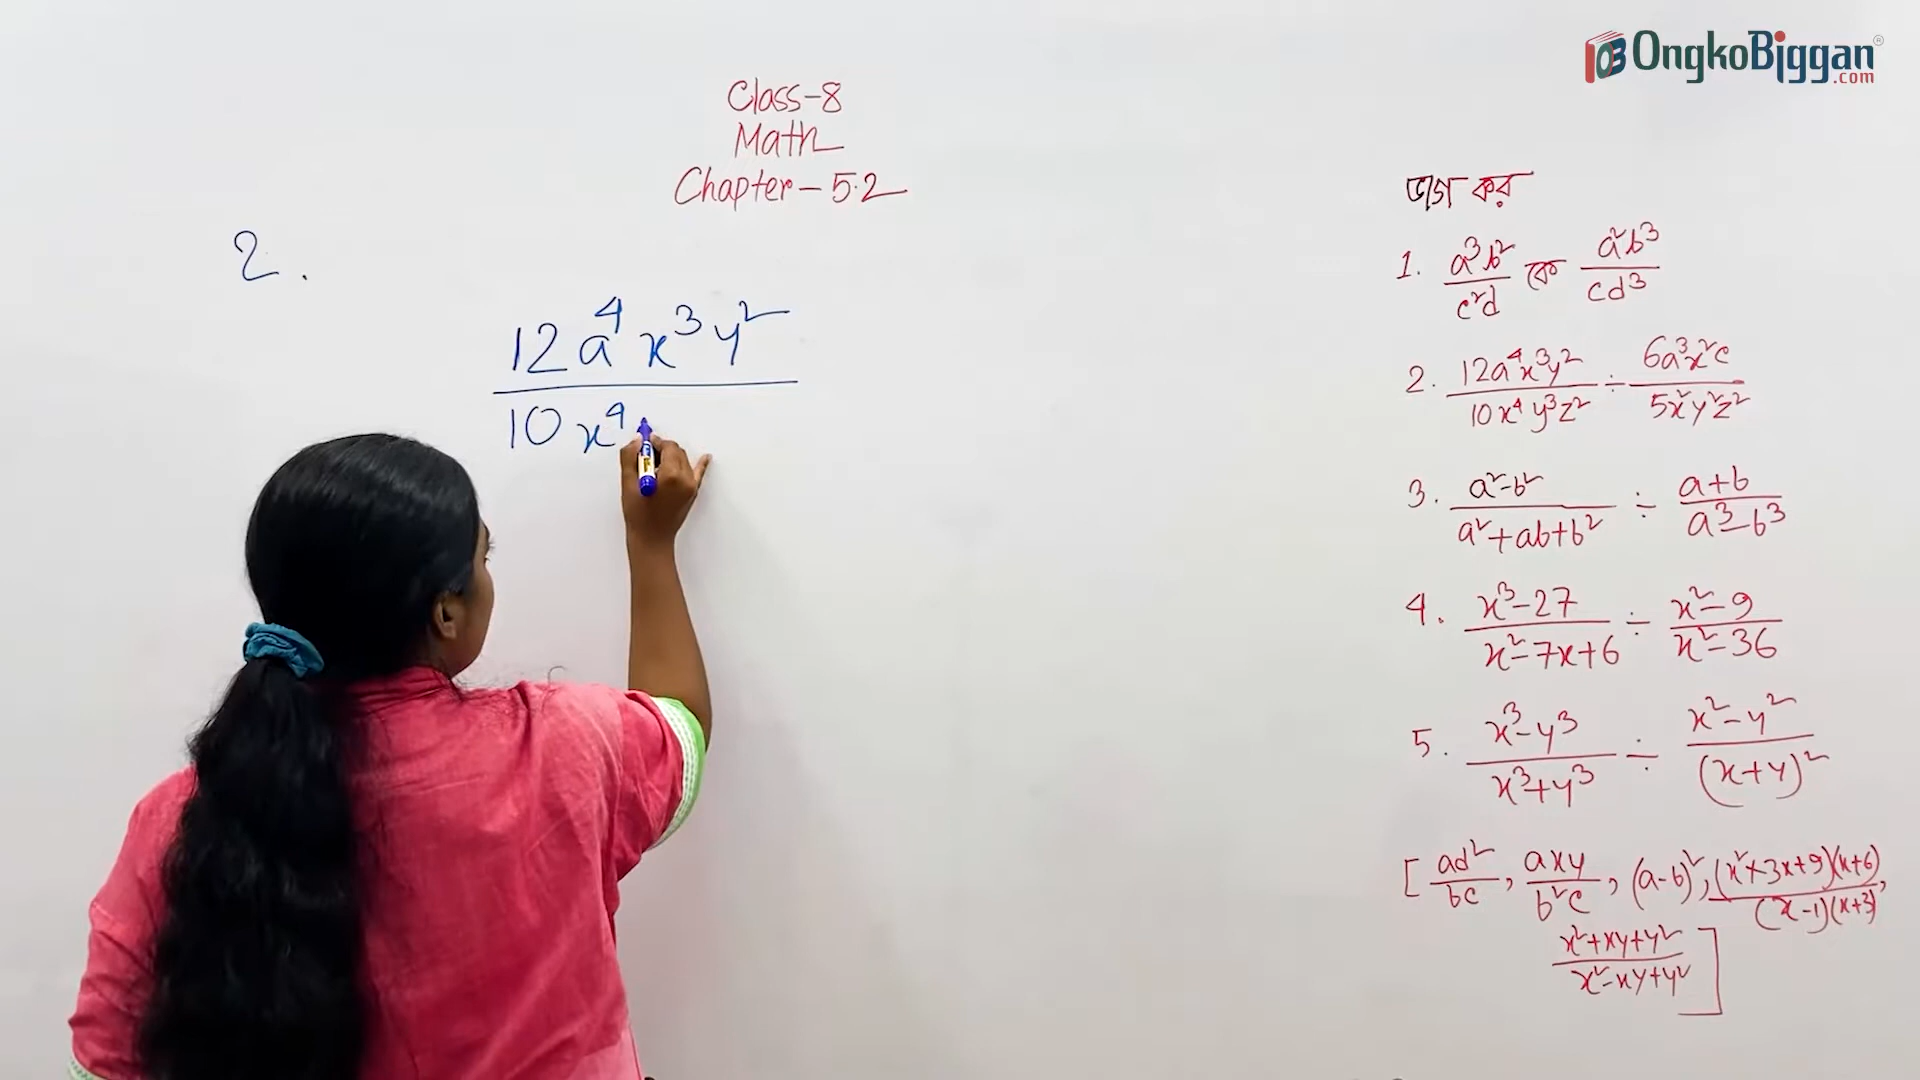 OngkoBiggan®
.com
Class-8
Math
Chapter-5.2
2.
12a⁴x³y²
10x⁴
ভাগ কর
1. a³b²/c²d কে a²b³/cd³
2. 12a⁴x³y²/10x⁴y³z² ÷ 6a³x²c/5x²y²z²
3. a²-b²/a²+ab+b² ÷ a+b/a³-b³
4. x³-27/x²-7x+6 ÷ x²-9/x²-36
5. x³-y³/x³+y³ ÷ x²-y²/(x+y)²
[ad²/bc, axy/b²c, (a-b)², (x²+3x+9)(x+6)/(x-1)(x+3),
x²+xy+y²/x²-xy+y²]